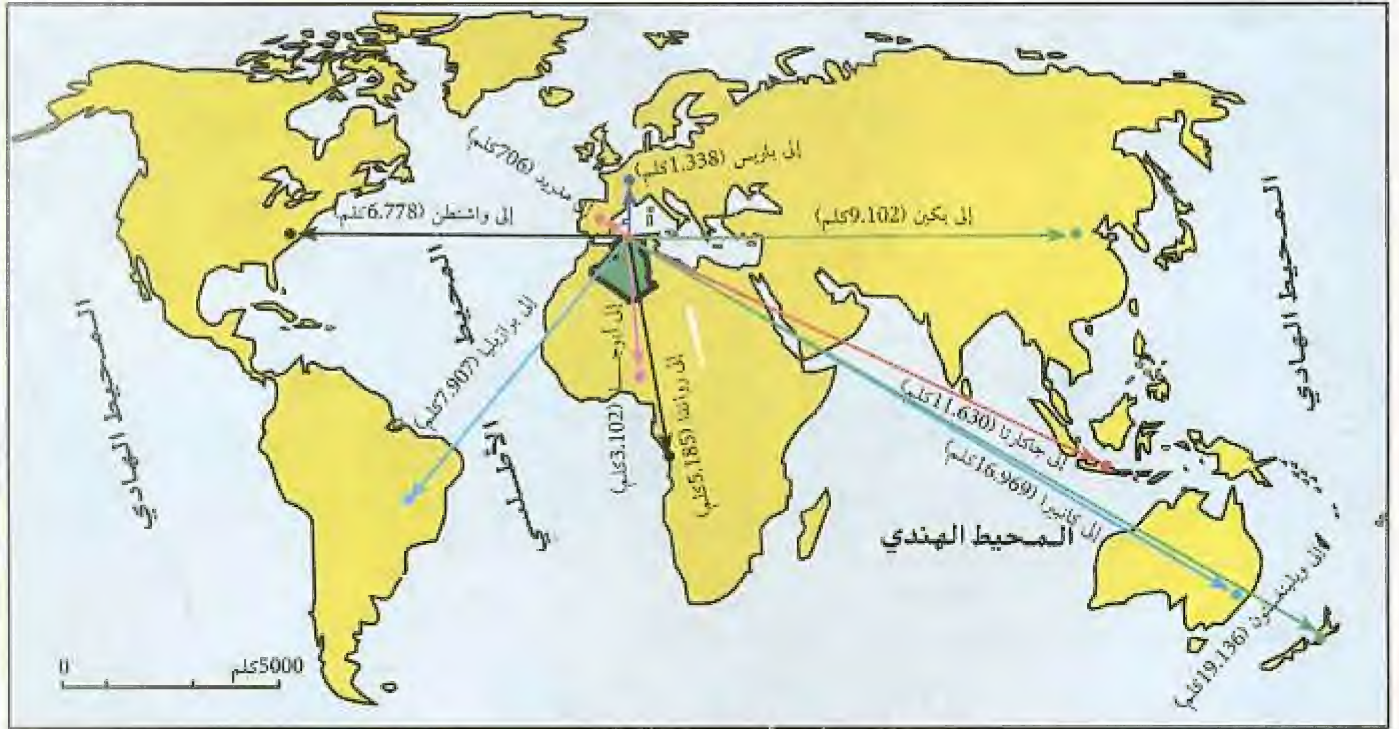 إلى باريس (1.338كلم)
مدريد (706كلم)
إلى واشنطن (6.778كلم)
إلى بكين (9.102كلم)
المحيط الهادي
المحيط
الأطلسي
المحيط الهادي
إلى برازيليا (7.907كلم)
إلى أبوجـ
(3.102كلم)
إلى رواندا (5.185كلم)
إلى جاكارتا (11.630كلم)
إلى كانبيرا (16.969كلم)
المحيط الهندي
إلى ويلينغتون (19.136كلم)
0
5000كلم